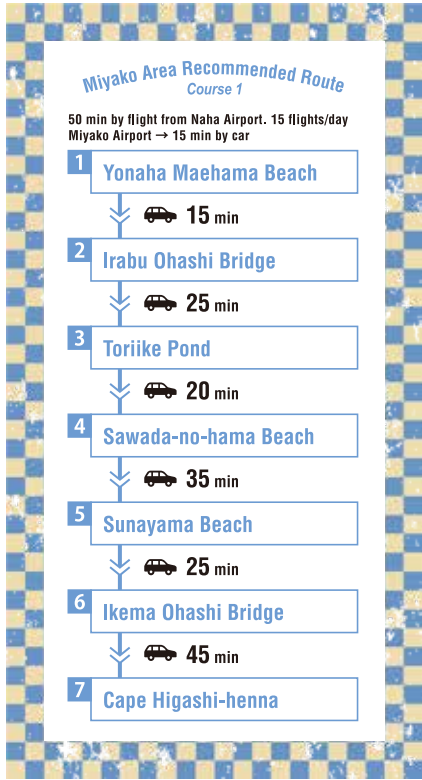 Miyako Area Recommended Route
Course 1
50 min by flight from Naha Airport. 15 flights/day
Miyako Airport → 15 min by car
1 Yonaha Maehama Beach
15 min
2 Irabu Ohashi Bridge
25 min
3 Toriike Pond
20 min
4 Sawada-no-hama Beach
35 min
5 Sunayama Beach
25 min
6 Ikema Ohashi Bridge
45 min
7 Cape Higashi-henna